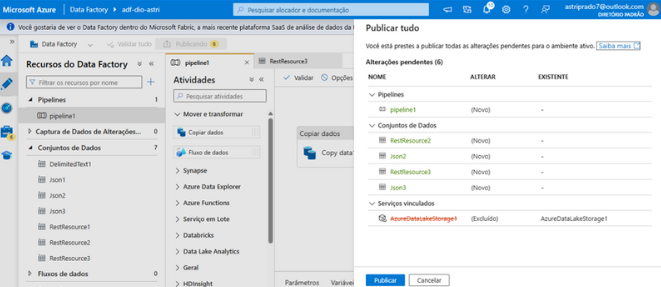 Microsoft Azure Data Factory > adf-dio-astri Pesquisar alocador e documentação astriprado7@outlook.com
DIRETÓRIO PADRÃO
Você gostaria de ver o Data Factory dentro do Microsoft Fabric, a mais recente plataforma SaaS de análise de dados da
Data Factory Validar tudo Publicando 6
Recursos do Data Factory
Filtrar recursos por nome
Pipelines 1
pipeline1
Captura de Dados de Alterações... 0
Conjuntos de Dados 7
DelimitedText1
Json1
Json2
Json3
RestResource1
RestResource2
RestResource3
Fluxos de dados 0
pipeline1 RestResource3
Atividades
Pesquisar atividades
Mover e transformar
Copiar dados
Fluxo de dados
Synapse
Azure Data Explorer
Azure Functions
Serviço em Lote
Databricks
Data Lake Analytics
Geral
HDInsight
Validar Opções
Copiar dados
Copy data
Parâmetros Variáve
Publicar tudo
Você está prestes a publicar todas as alterações pendentes para o ambiente ativo. Saiba mais
Alterações pendentes (6)
NOME ALTERAR EXISTENTE
Pipelines
pipeline1 (Novo) -
Conjuntos de Dados
RestResource2 (Novo) -
Json2 (Novo) -
RestResource3 (Novo) -
Json3 (Novo) -
Serviços vinculados
AzureDataLakeStorage1 (Excluído) AzureDataLakeStorage1
Publicar Cancelar